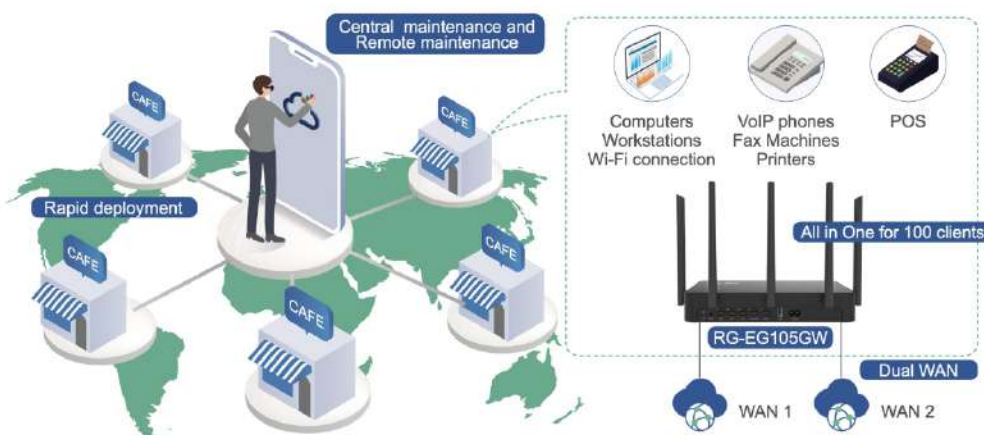 Central maintenance and
Remote maintenance
CAFE
CAFE
Rapid deployment
CAFE
CAFE
CAFE
Computers
Workstations
Wi-Fi connection
VoIP phones
Fax Machines
Printers
POS
All in One for 100 clients
RG-EG105GW
Dual WAN
WAN 1
WAN 2